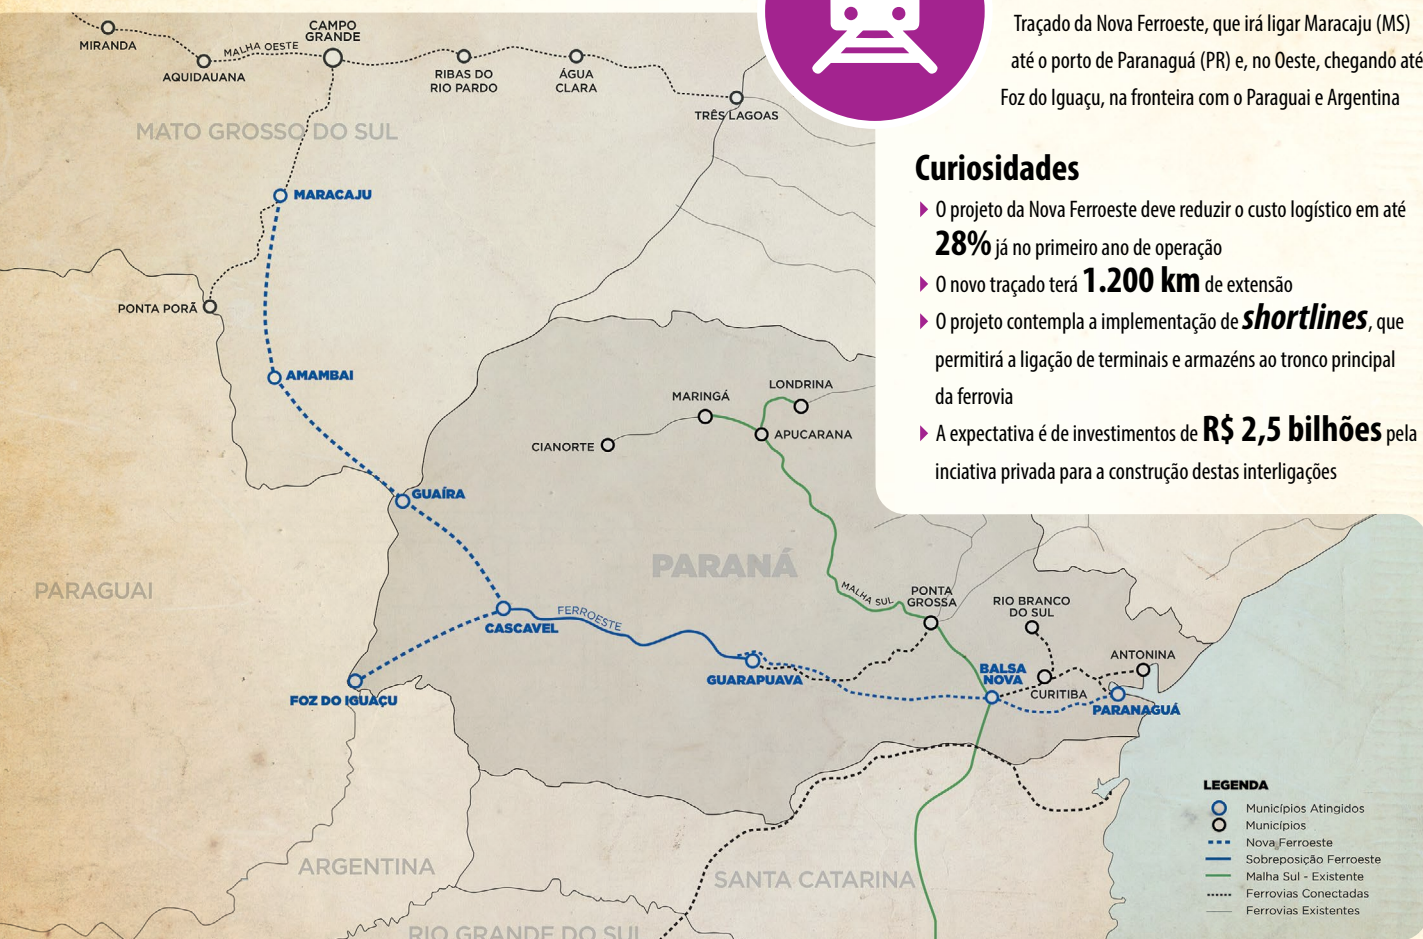 Traçado da Nova Ferroeste, que irá ligar Maracaju (MS)
até o porto de Paranaguá (PR) e, no Oeste, chegando até
Foz do Iguaçu, na fronteira com o Paraguai e Argentina
Curiosidades
O projeto da Nova Ferroeste deve reduzir o custo logístico em até
28% já no primeiro ano de operação
O novo traçado terá 1.200 km de extensão
O projeto contempla a implementação de shortlines, que
permitirá a ligação de terminais e armazéns ao tronco principal
da ferrovia
A expectativa é de investimentos de R$ 2,5 bilhões pela
inciativa privada para a construção destas interligações
MIRANDA
AQUIDAUANA
MALHA OESTE
CAMPO
GRANDE
RIBAS DO
RIO PARDO
ÁGUA
CLARA
TRÊS LAGOAS
MATO GROSSO DO SUL
MARACAJU
PONTA PORÃ
AMAMBAI
GUAÍRA
CIANORTE
MARINGÁ
LONDRINA
APUCARANA
PARANÁ
PARAGUAI
MALHA SUL
PONTA
GROSSA
RIO BRANCO
DO SUL
CASCAVEL
FERROESTE
GUARAPUAVA
BALSA
NOVA
CURITIBA
ANTONINA
PARANAGUÁ
FOZ DO IGUAÇU
ARGENTINA
SANTA CATARINA
RIO GRANDE DO SUL
LEGENDA
Municípios Atingidos
Municípios
Nova Ferroeste
Sobreposição Ferroeste
Malha Sul - Existente
Ferrovias Conectadas
Ferrovias Existentes